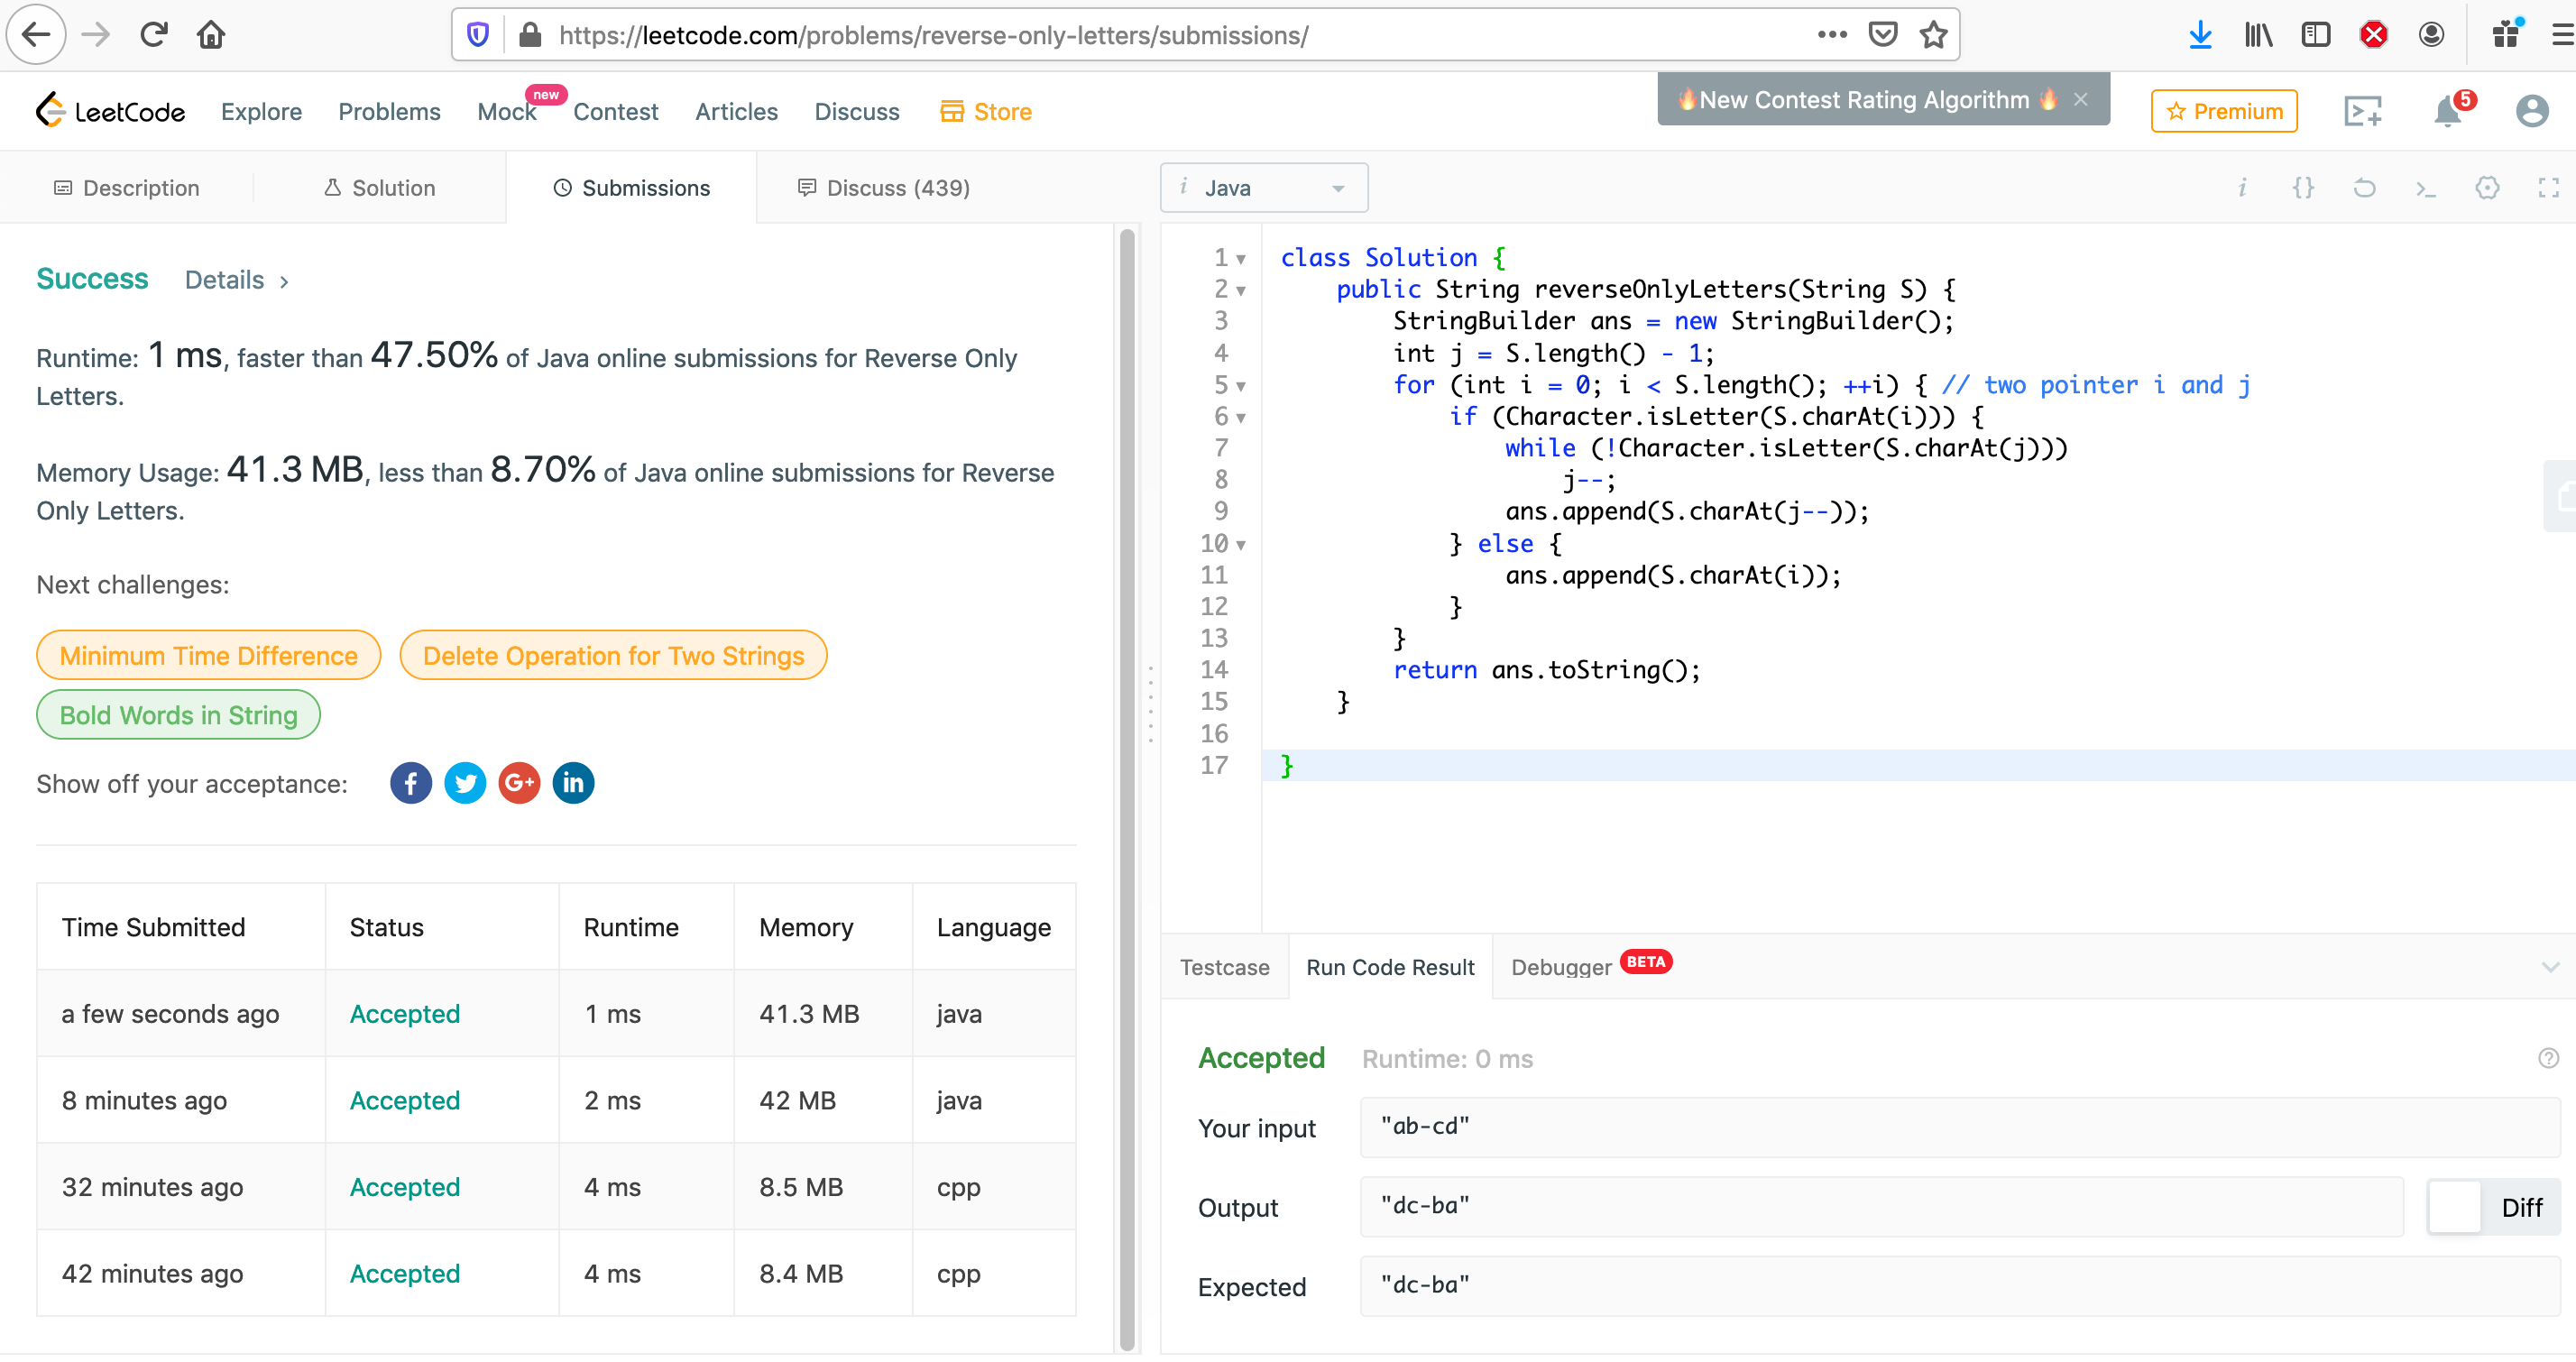 https://leetcode.com/problems/reverse-only-letters/submissions/
LeetCode Explore Problems Mock new Contest Articles Discuss Store
🔥New Contest Rating Algorithm 🔥 ×
Premium
5
Description Solution Submissions Discuss (439)
i Java
Success Details >
Runtime: 1 ms, faster than 47.50% of Java online submissions for Reverse Only
Letters.
Memory Usage: 41.3 MB, less than 8.70% of Java online submissions for Reverse
Only Letters.
Next challenges:
Minimum Time Difference Delete Operation for Two Strings
Bold Words in String
Show off your acceptance: f G+ in
Time Submitted Status Runtime Memory Language
a few seconds ago Accepted 1 ms 41.3 MB java
8 minutes ago Accepted 2 ms 42 MB java
32 minutes ago Accepted 4 ms 8.5 MB cpp
42 minutes ago Accepted 4 ms 8.4 MB cpp
i {} >_
1 class Solution {
2     public String reverseOnlyLetters(String S) {
3         StringBuilder ans = new StringBuilder();
4         int j = S.length() - 1;
5         for (int i = 0; i < S.length(); ++i) { // two pointer i and j
6             if (Character.isLetter(S.charAt(i))) {
7                 while (!Character.isLetter(S.charAt(j)))
8                     j--;
9                 ans.append(S.charAt(j--));
10             } else {
11                 ans.append(S.charAt(i));
12             }
13         }
14         return ans.toString();
15     }
16
17 }
Testcase Run Code Result Debugger BETA
Accepted Runtime: 0 ms ?
Your input "ab-cd"
Output "dc-ba" Diff
Expected "dc-ba"